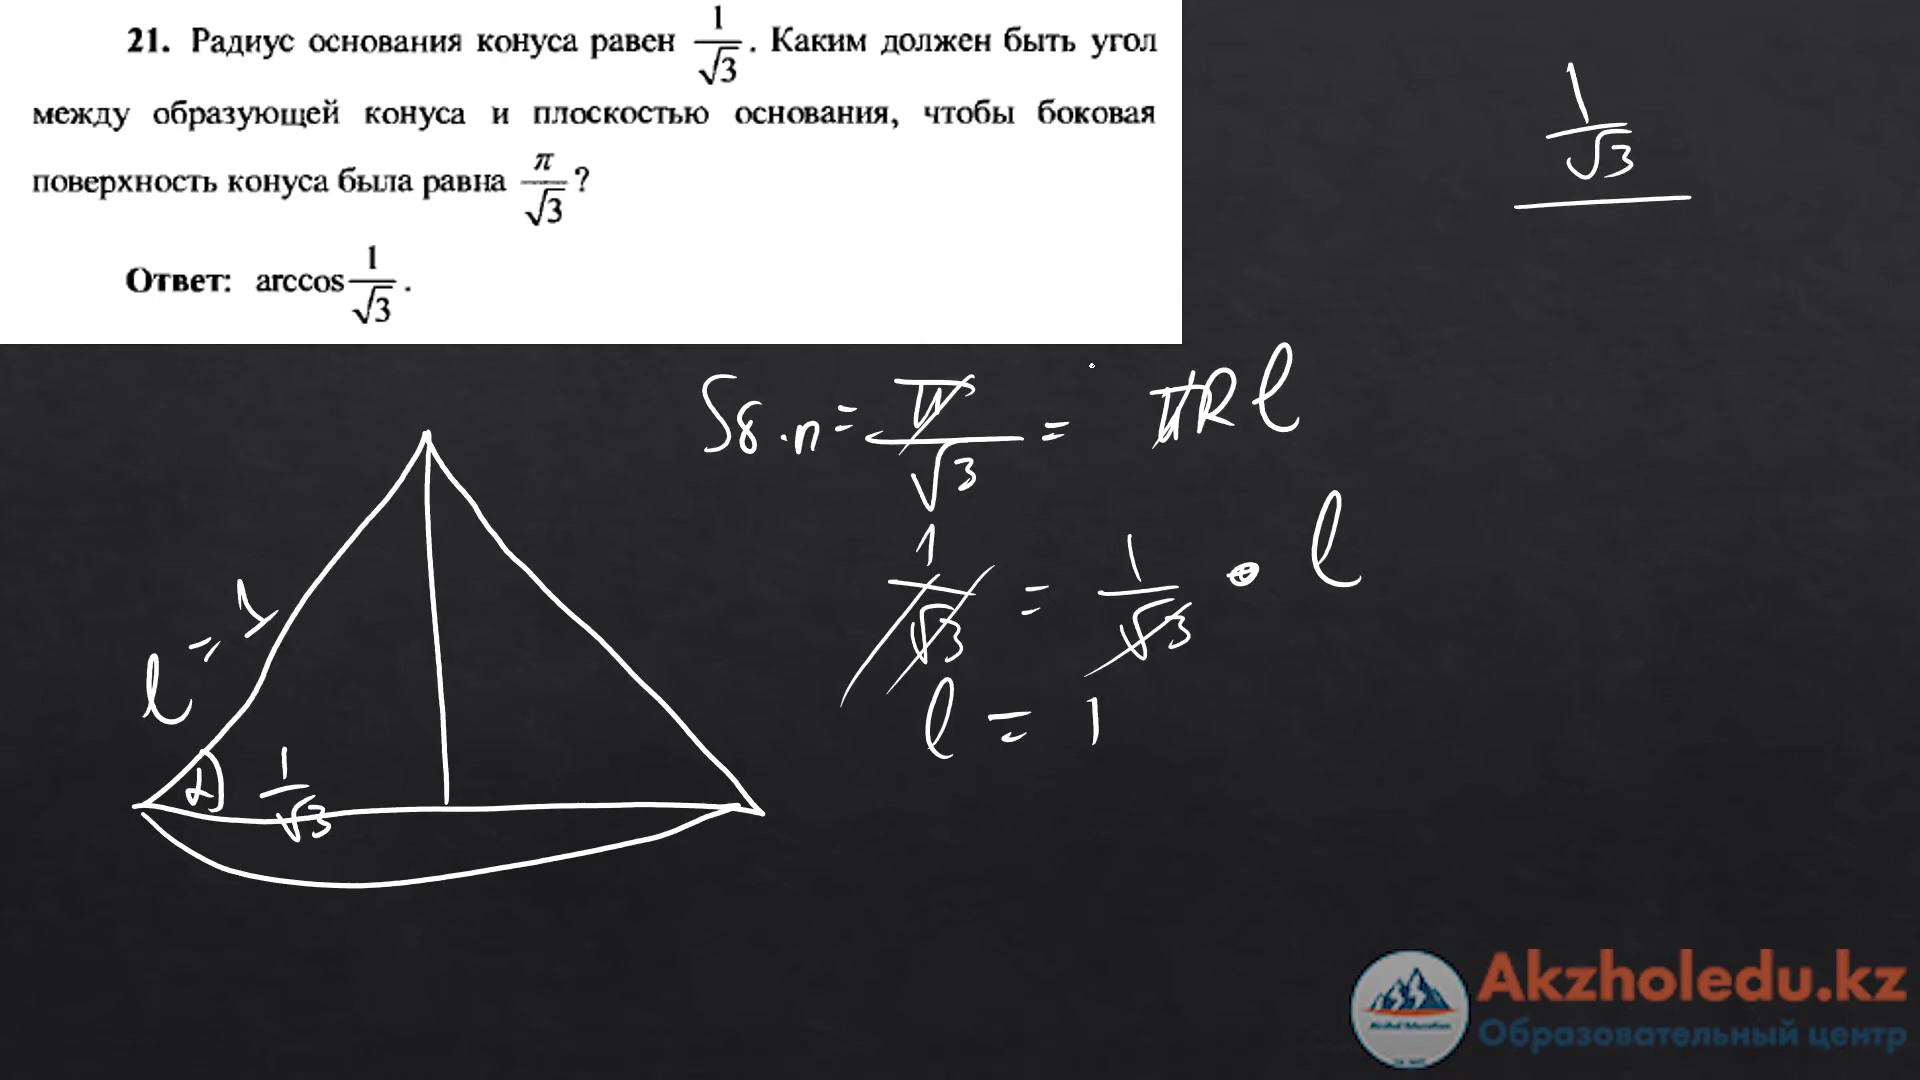 21. Радиус основания конуса равен 1/√3. Каким должен быть угол
между образующей конуса и плоскостью основания, чтобы боковая
поверхность конуса была равна π/√3?
Ответ: arccos 1/√3.
1/√3
Sб.п = π/√3 = πR l
1/√3 = 1/√3 • l
l = 1
l = 1
α 1/√3
Akzholedu.kz
Образовательный центр